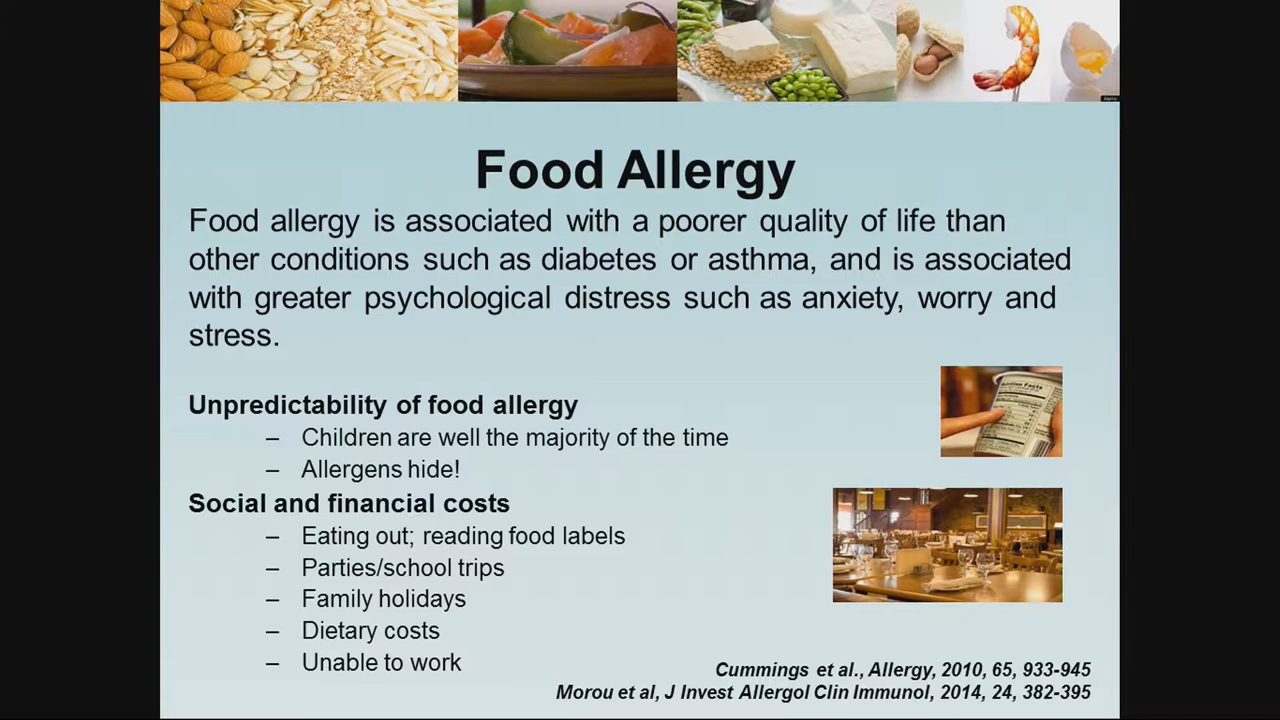 Food Allergy
Food allergy is associated with a poorer quality of life than
other conditions such as diabetes or asthma, and is associated
with greater psychological distress such as anxiety, worry and
stress.
Unpredictability of food allergy
– Children are well the majority of the time
– Allergens hide!
Social and financial costs
– Eating out; reading food labels
– Parties/school trips
– Family holidays
– Dietary costs
– Unable to work
Nutrition Facts
Cummings et al., Allergy, 2010, 65, 933-945
Morou et al, J Invest Allergol Clin Immunol, 2014, 24, 382-395